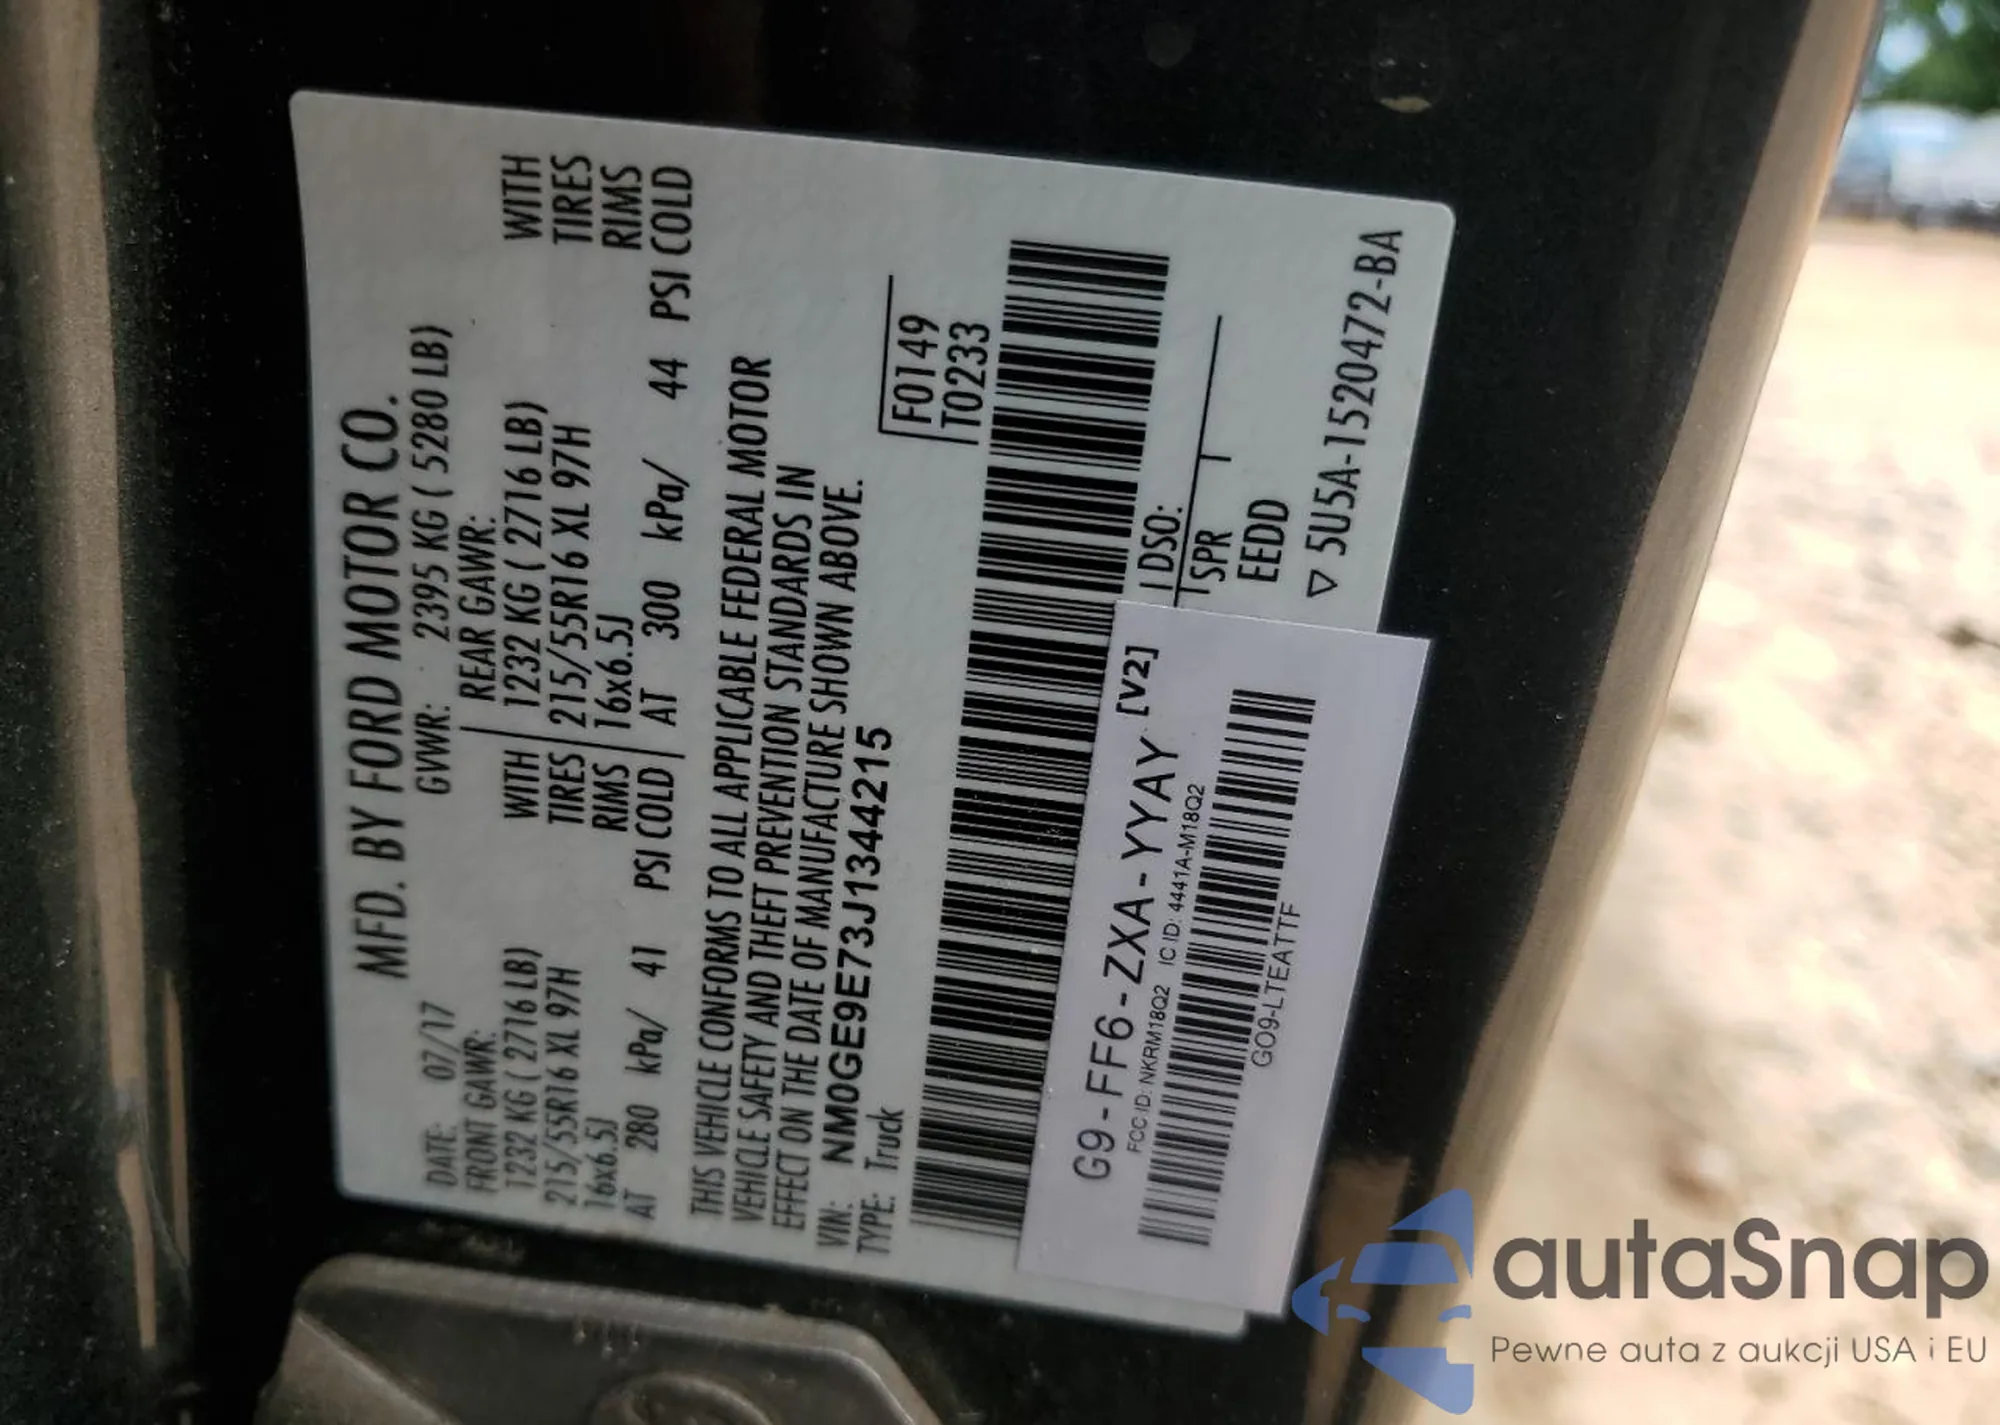 MFD. BY FORD MOTOR CO.
DATE: 07/17 GVWR: 2395 KG ( 5280 LB)
FRONT GAWR: REAR GAWR:
1232 KG ( 2716 LB) WITH 1232 KG ( 2716 LB) WITH
215/55R16 XL 97H TIRES 215/55R16 XL 97H TIRES
16x6.5J RIMS 16x6.5J RIMS
AT 280 kPa/ 41 PSI COLD AT 300 kPa/ 44 PSI COLD
THIS VEHICLE CONFORMS TO ALL APPLICABLE FEDERAL MOTOR
VEHICLE SAFETY AND THEFT PREVENTION STANDARDS IN
EFFECT ON THE DATE OF MANUFACTURE SHOWN ABOVE.
VIN: NM0GE9E73J1344215
TYPE: Truck
F0149
T0233
DSO:
SPR
EEDD
▽ 5U5A-1520472-BA
G9-FF6-ZXA-YYAY [V2]
FCC ID: NKRM18Q2 IC ID: 4441A-M18Q2
GO9-LTEATTF
autaSnap
Pewne auta z aukcji USA i EU